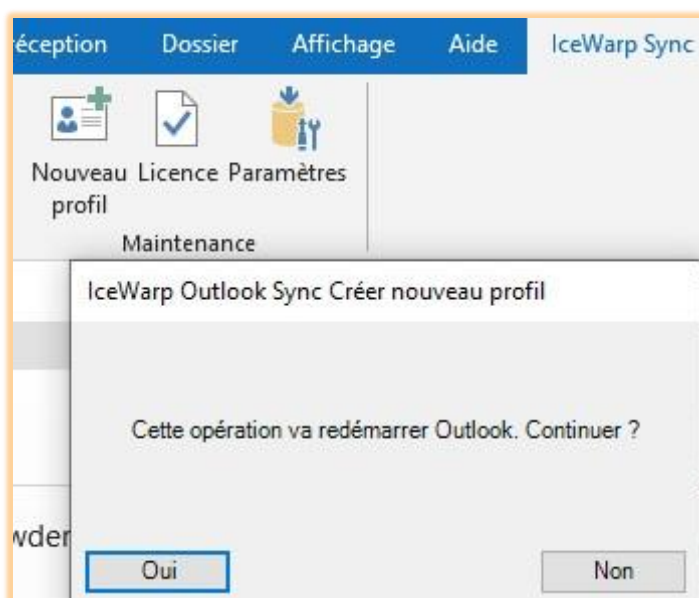 réception Dossier Affichage Aide IceWarp Sync
Nouveau profil Licence Paramètres
Maintenance
IceWarp Outlook Sync Créer nouveau profil
Cette opération va redémarrer Outlook. Continuer ?
wder
Oui Non